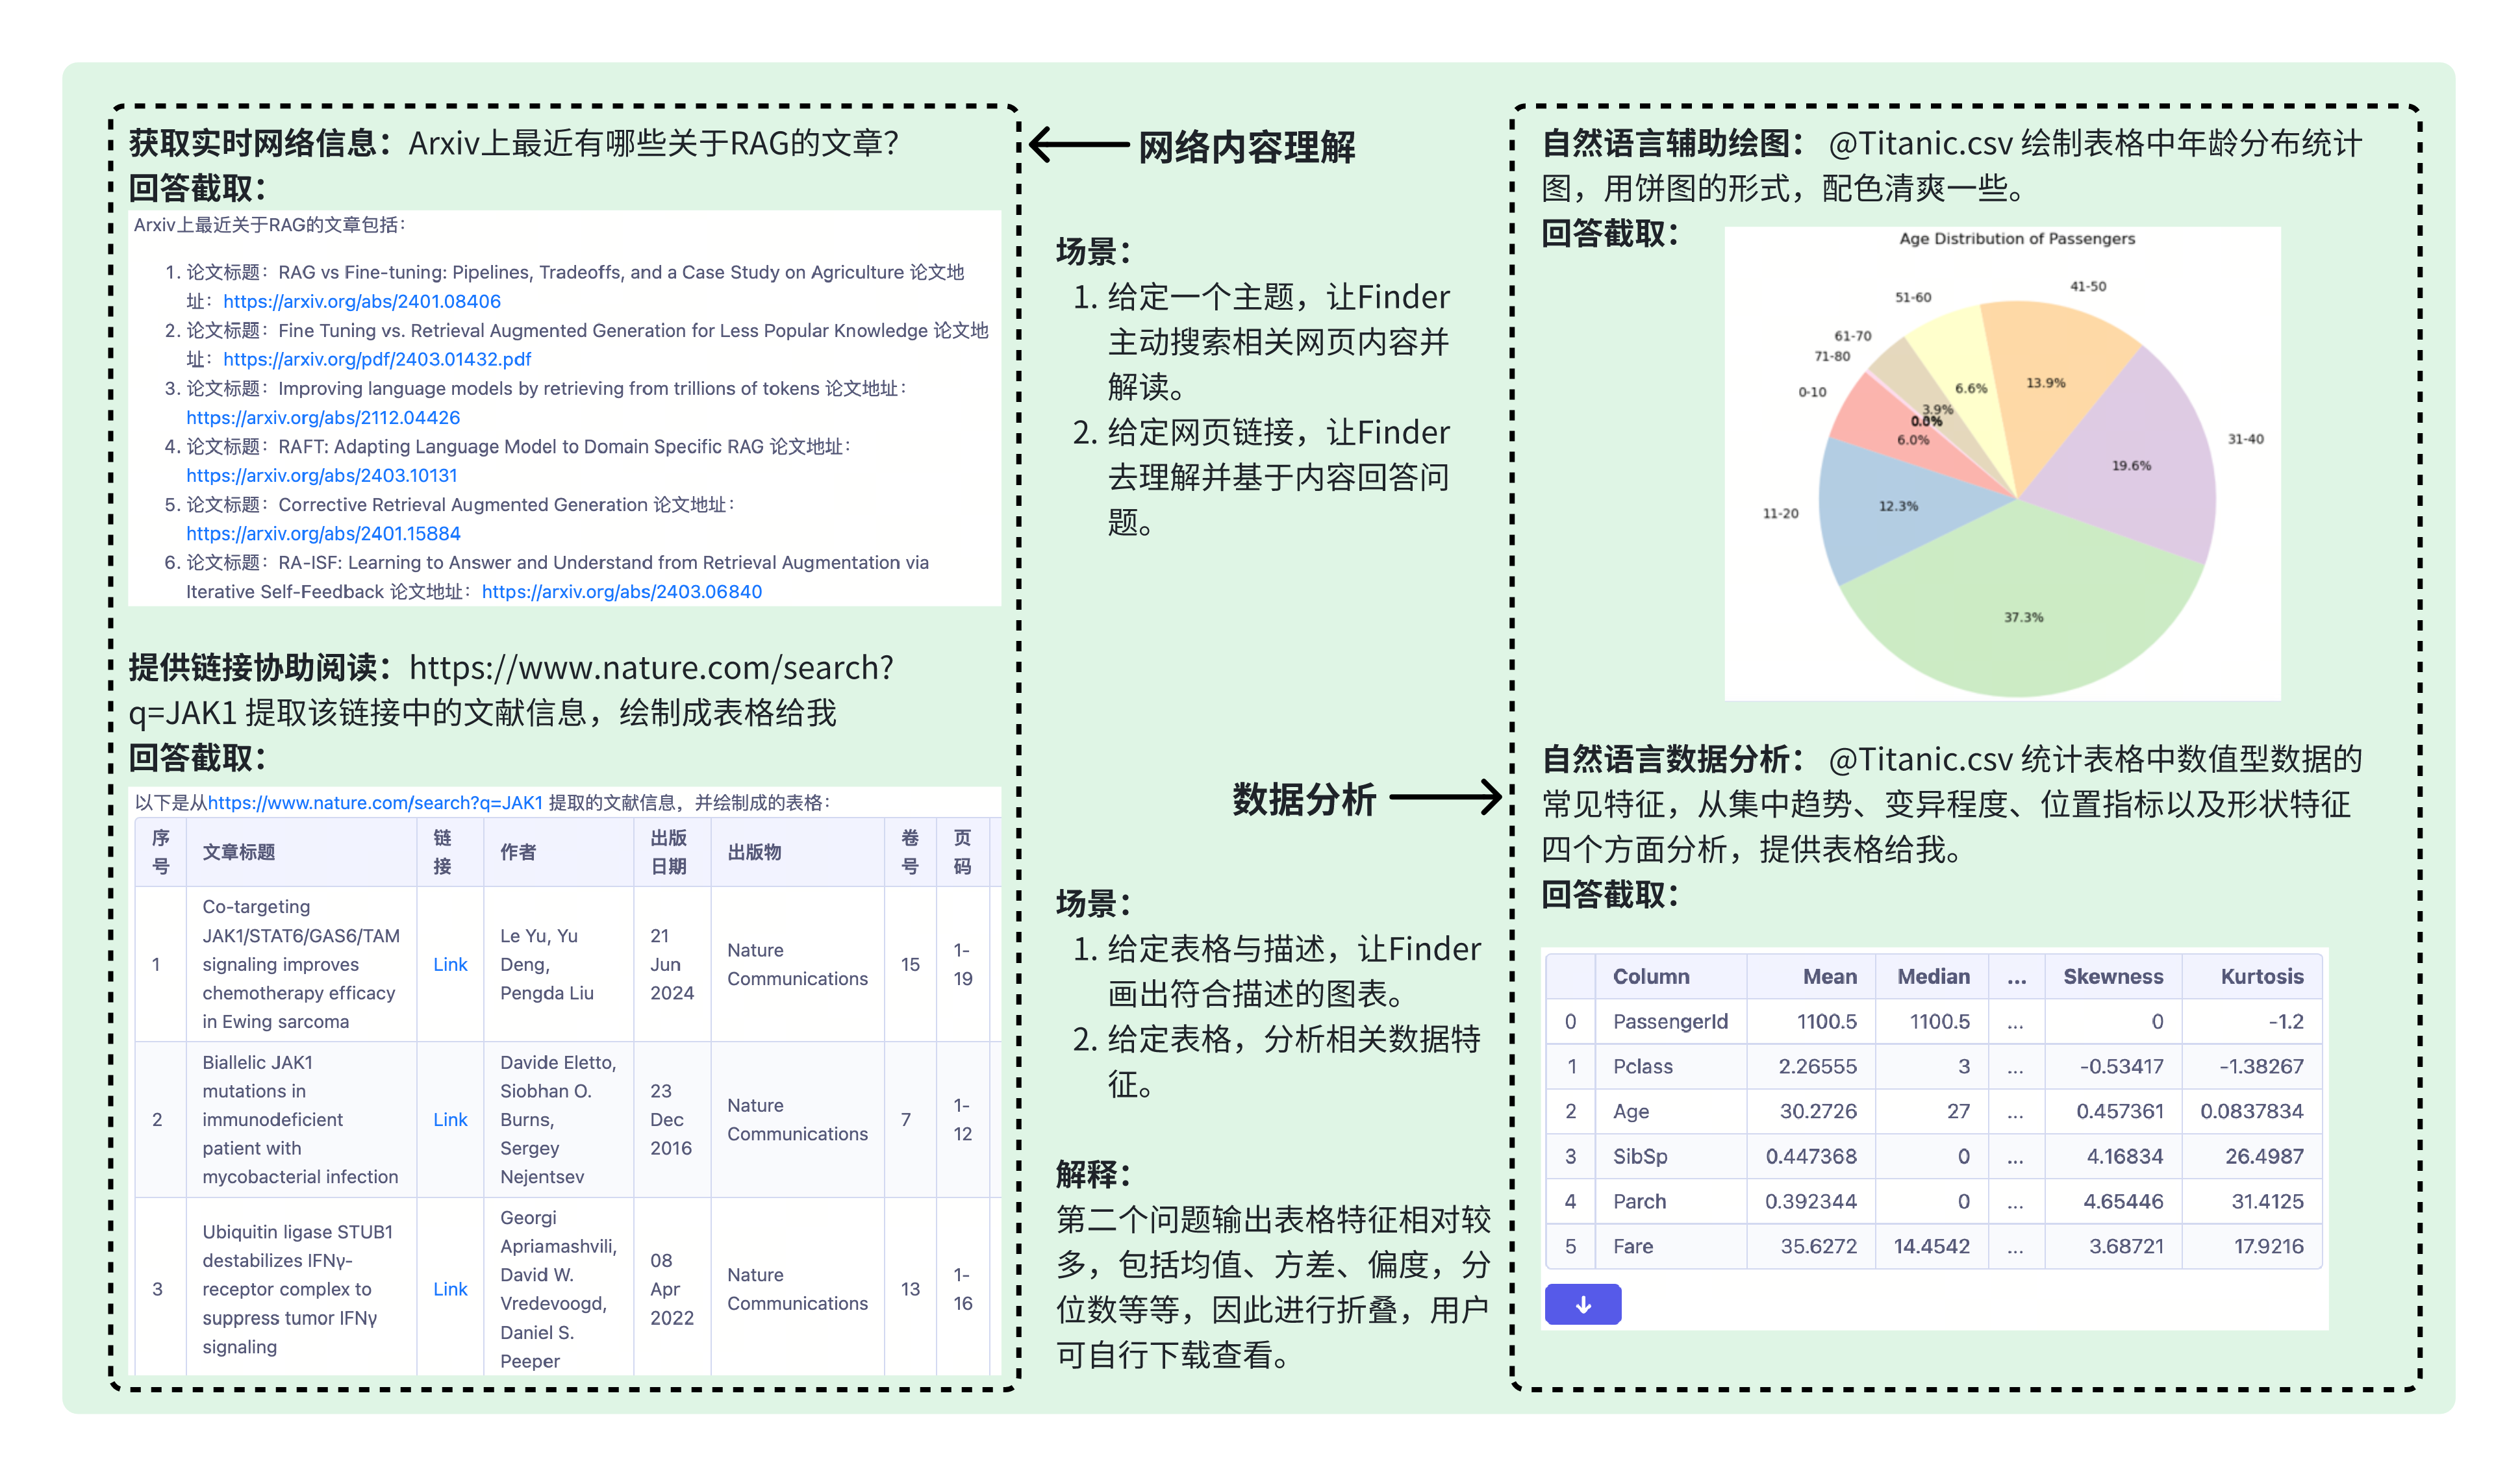 获取实时网络信息：Arxiv上最近有哪些关于RAG的文章？
回答截取：
Arxiv上最近关于RAG的文章包括：
1. 论文标题：RAG vs Fine-tuning: Pipelines, Tradeoffs, and a Case Study on Agriculture 论文地
址：https://arxiv.org/abs/2401.08406
2. 论文标题：Fine Tuning vs. Retrieval Augmented Generation for Less Popular Knowledge 论文地
址：https://arxiv.org/pdf/2403.01432.pdf
3. 论文标题：Improving language models by retrieving from trillions of tokens 论文地址：
https://arxiv.org/abs/2112.04426
4. 论文标题：RAFT: Adapting Language Model to Domain Specific RAG 论文地址：
https://arxiv.org/abs/2403.10131
5. 论文标题：Corrective Retrieval Augmented Generation 论文地址：
https://arxiv.org/abs/2401.15884
6. 论文标题：RA-ISF: Learning to Answer and Understand from Retrieval Augmentation via
Iterative Self-Feedback 论文地址：https://arxiv.org/abs/2403.06840
提供链接协助阅读：https://www.nature.com/search?
q=JAK1 提取该链接中的文献信息，绘制成表格给我
回答截取：
以下是从https://www.nature.com/search?q=JAK1 提取的文献信息，并绘制成的表格：
序
号
文章标题
链
接
作者
出版
日期
出版物
卷
号
页
码
1
Co-targeting
JAK1/STAT6/GAS6/TAM
signaling improves
chemotherapy efficacy
in Ewing sarcoma
Link
Le Yu, Yu
Deng,
Pengda Liu
21
Jun
2024
Nature
Communications
15
1-
19
2
Biallelic JAK1
mutations in
immunodeficient
patient with
mycobacterial infection
Link
Davide Eletto,
Siobhan O.
Burns,
Sergey
Nejentsev
23
Dec
2016
Nature
Communications
7
1-
12
3
Ubiquitin ligase STUB1
destabilizes IFNγ-
receptor complex to
suppress tumor IFNγ
signaling
Link
Georgi
Apriamashvili,
David W.
Vredevoogd,
Daniel S.
Peeper
08
Apr
2022
Nature
Communications
13
1-
16
网络内容理解
场景：
1. 给定一个主题，让Finder
主动搜索相关网页内容并
解读。
2. 给定网页链接，让Finder
去理解并基于内容回答问
题。
数据分析
场景：
1. 给定表格与描述，让Finder
画出符合描述的图表。
2. 给定表格，分析相关数据特
征。
解释：
第二个问题输出表格特征相对较
多，包括均值、方差、偏度，分
位数等等，因此进行折叠，用户
可自行下载查看。
自然语言辅助绘图： @Titanic.csv 绘制表格中年龄分布统计
图，用饼图的形式，配色清爽一些。
回答截取：
Age Distribution of Passengers
41-50
51-60
61-70
71-80
0-10
11-20
31-40
13.9%
6.6%
3.9%
6.0%
12.3%
19.6%
37.3%
自然语言数据分析： @Titanic.csv 统计表格中数值型数据的
常见特征，从集中趋势、变异程度、位置指标以及形状特征
四个方面分析，提供表格给我。
回答截取：
Column Mean Median ... Skewness Kurtosis
0 PassengerId 1100.5 1100.5 ... 0 -1.2
1 Pclass 2.26555 3 ... -0.53417 -1.38267
2 Age 30.2726 27 ... 0.457361 0.0837834
3 SibSp 0.447368 0 ... 4.16834 26.4987
4 Parch 0.392344 0 ... 4.65446 31.4125
5 Fare 35.6272 14.4542 ... 3.68721 17.9216